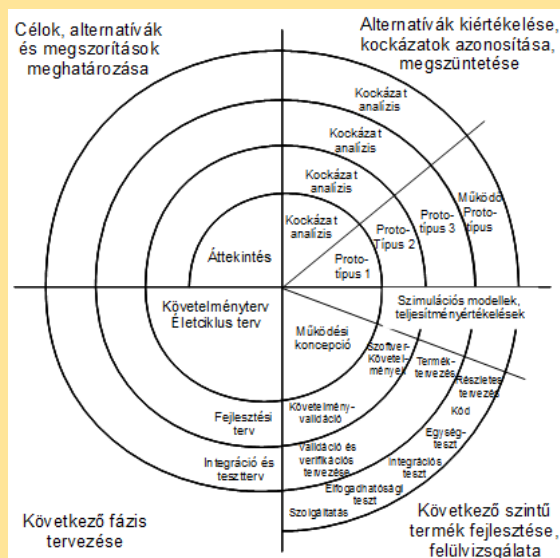 Célok, alternatívák
és megszorítások
meghatározása
Alternatívák kiértékelése,
kockázatok azonosítása,
megszüntetése
Kockázat
analízis
Kockázat
analízis
Kockázat
analízis
Kockázat
analízis
Működő
Proto-
típus
Proto-
típus 3
Proto-
Típus 2
Proto-
típus 1
Áttekintés
Követelményterv
Életciklus terv
Szimulációs modellek,
teljesítményértékelések
Működési
koncepció
Szoftver-
Követel-
mények
Termék-
tervezés
Részletes
tervezés
Kód
Egység-
teszt
Integrációs
teszt
Elfogadhatósági
teszt
Szolgáltatás
Fejlesztési
terv
Követelmény-
validáció
Integráció és
tesztterv
Validáció és
verifikációs
tervezése
Következő fázis
tervezése
Következő szintű
termék fejlesztése,
felülvizsgálata